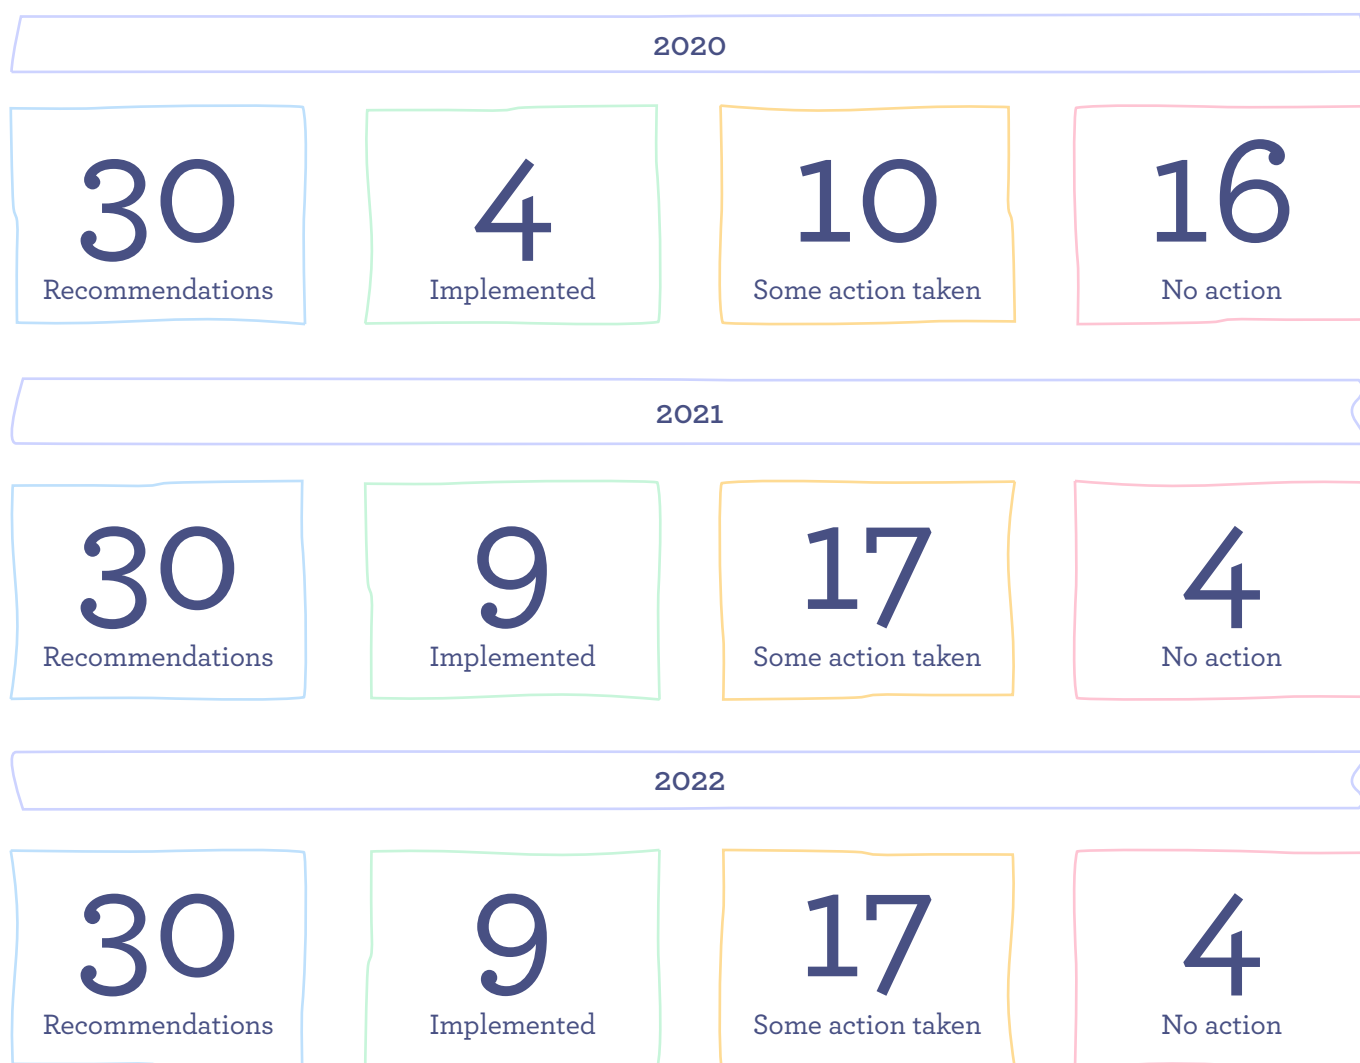 2020
30 4 10 16
Recommendations Implemented Some action taken No action
2021
30 9 17 4
Recommendations Implemented Some action taken No action
2022
30 9 17 4
Recommendations Implemented Some action taken No action